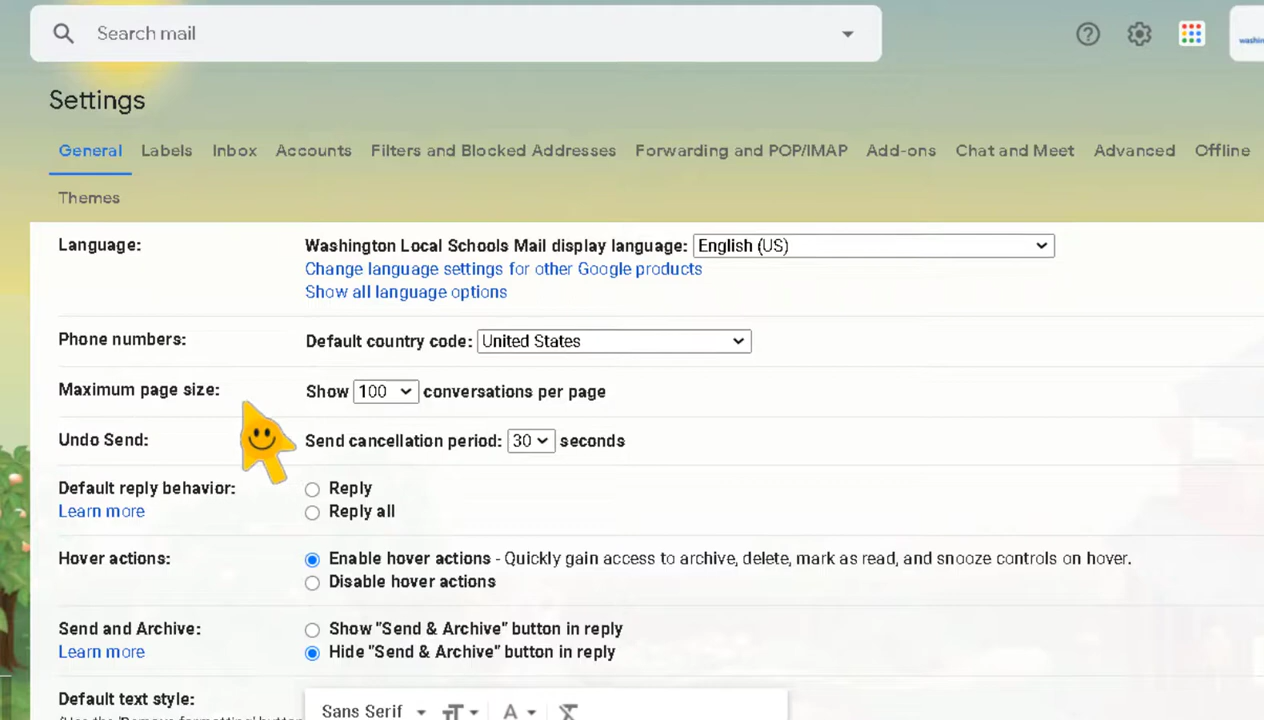 Search mail
washin
Settings
General Labels Inbox Accounts Filters and Blocked Addresses Forwarding and POP/IMAP Add-ons Chat and Meet Advanced Offline
Themes
Language: Washington Local Schools Mail display language: English (US)
Change language settings for other Google products
Show all language options
Phone numbers: Default country code: United States
Maximum page size: Show 100 conversations per page
Undo Send: Send cancellation period: 30 seconds
Default reply behavior: Reply
Learn more Reply all
Hover actions: Enable hover actions - Quickly gain access to archive, delete, mark as read, and snooze controls on hover.
Disable hover actions
Send and Archive: Show "Send & Archive" button in reply
Learn more Hide "Send & Archive" button in reply
Default text style: Sans Serif
(Use the 'Remove formatting' button